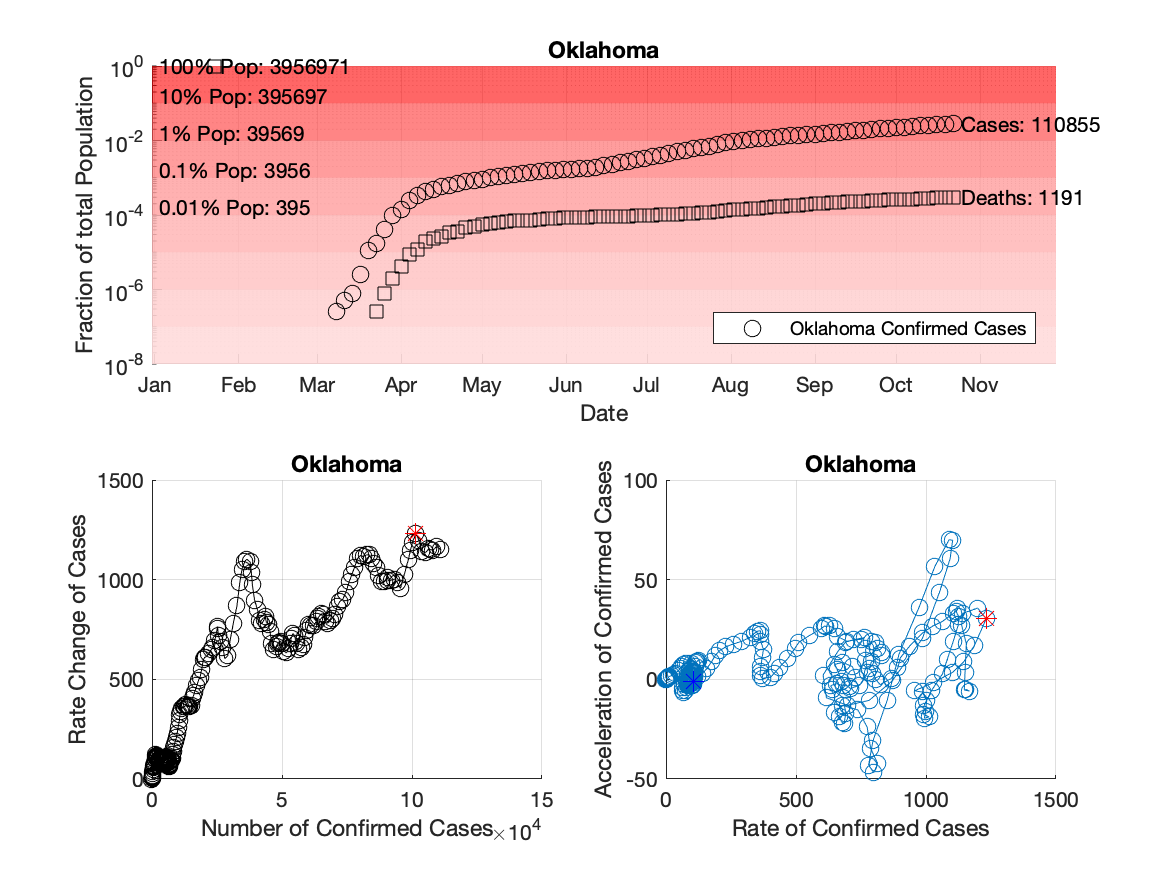 Oklahoma
Fraction of total Population
10^0
10^-2
10^-4
10^-6
10^-8
100% Pop: 3956971
10% Pop: 395697
1% Pop: 39569
0.1% Pop: 3956
0.01% Pop: 395
Cases: 110855
Deaths: 1191
Oklahoma Confirmed Cases
Jan Feb Mar Apr May Jun Jul Aug Sep Oct Nov
Date
Oklahoma
Rate Change of Cases
1500
1000
500
0
0 5 10 15
Number of Confirmed Cases ×10^4
Oklahoma
Acceleration of Confirmed Cases
100
50
0
-50
0 500 1000 1500
Rate of Confirmed Cases